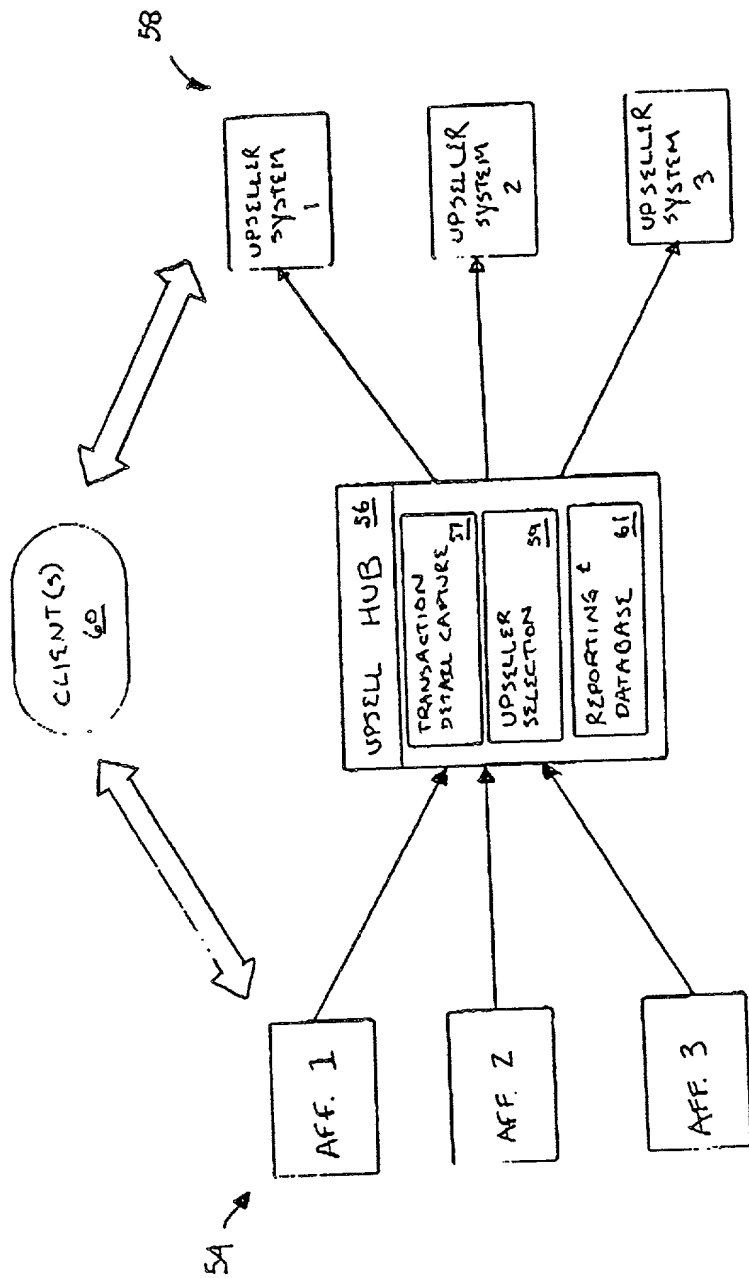 CLIENT(S)
60
54
AFF. 1
AFF. 2
AFF. 3
UPSELL HUB 56
TRANSACTION
DETAIL CAPTURE 57
UPSELLER
SELECTION 59
REPORTING &
DATABASE 61
58
UPSELLER
SYSTEM
1
UPSELLER
SYSTEM
2
UPSELLER
SYSTEM
3